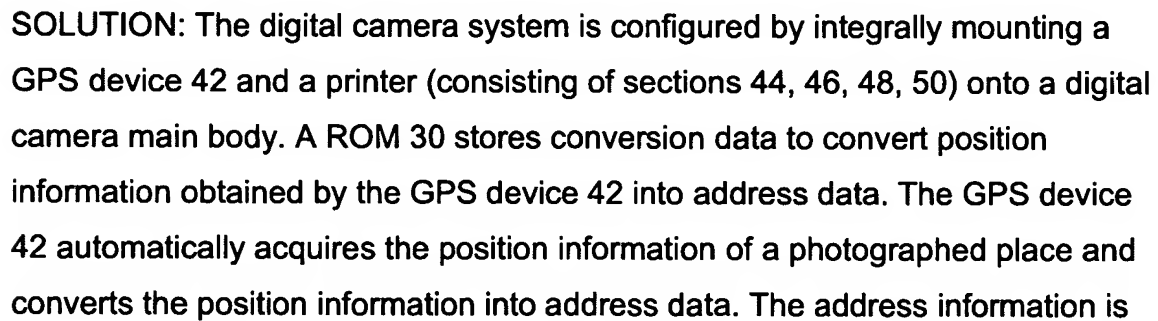 SOLUTION: The digital camera system is configured by integrally mounting a
GPS device 42 and a printer (consisting of sections 44, 46, 48, 50) onto a digital
camera main body. A ROM 30 stores conversion data to convert position
information obtained by the GPS device 42 into address data. The GPS device
42 automatically acquires the position information of a photographed place and
converts the position information into address data. The address information is